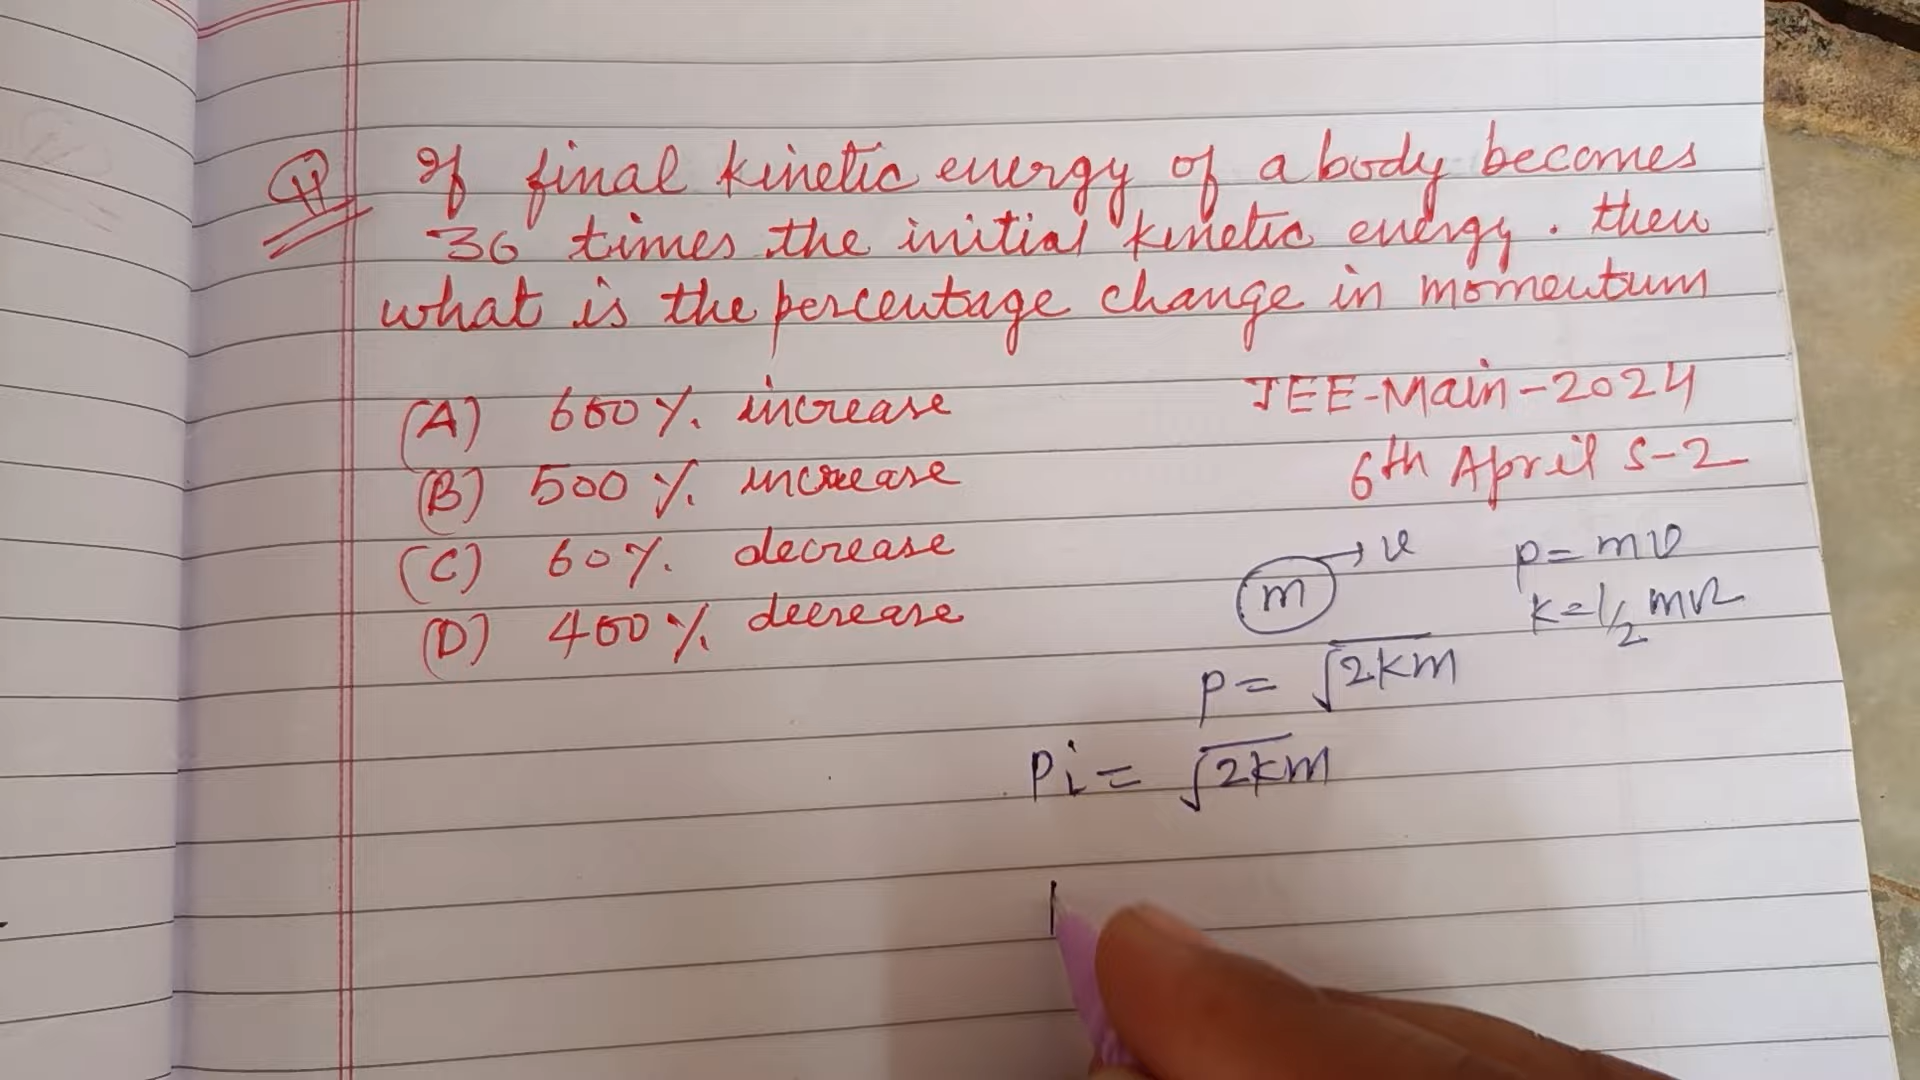 Q If final kinetic energy of a body becomes
36 times the initial kinetic energy. then
what is the percentage change in momentum
(A) 600 %. increase
JEE-Main-2024
(B) 500 %. increase
6th April S-2
(C) 60 %. decrease
(D) 400 %. decrease
m → v
p = mv
k = 1/2 mv2
p = √2km
Pi = √2km